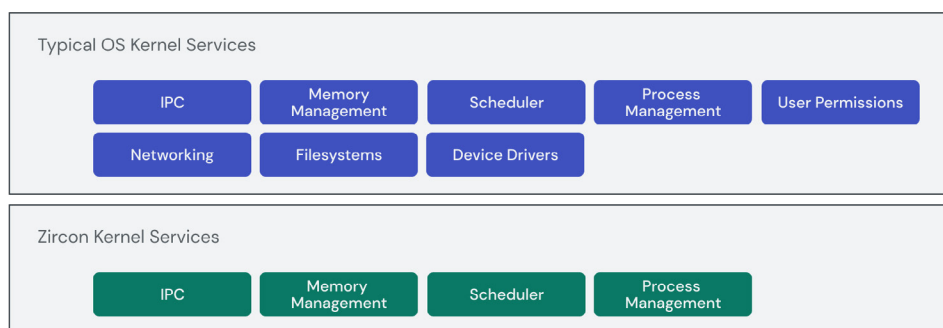 Typical OS Kernel Services
IPC
Memory
Management
Scheduler
Process
Management
User Permissions
Networking
Filesystems
Device Drivers
Zircon Kernel Services
IPC
Memory
Management
Scheduler
Process
Management